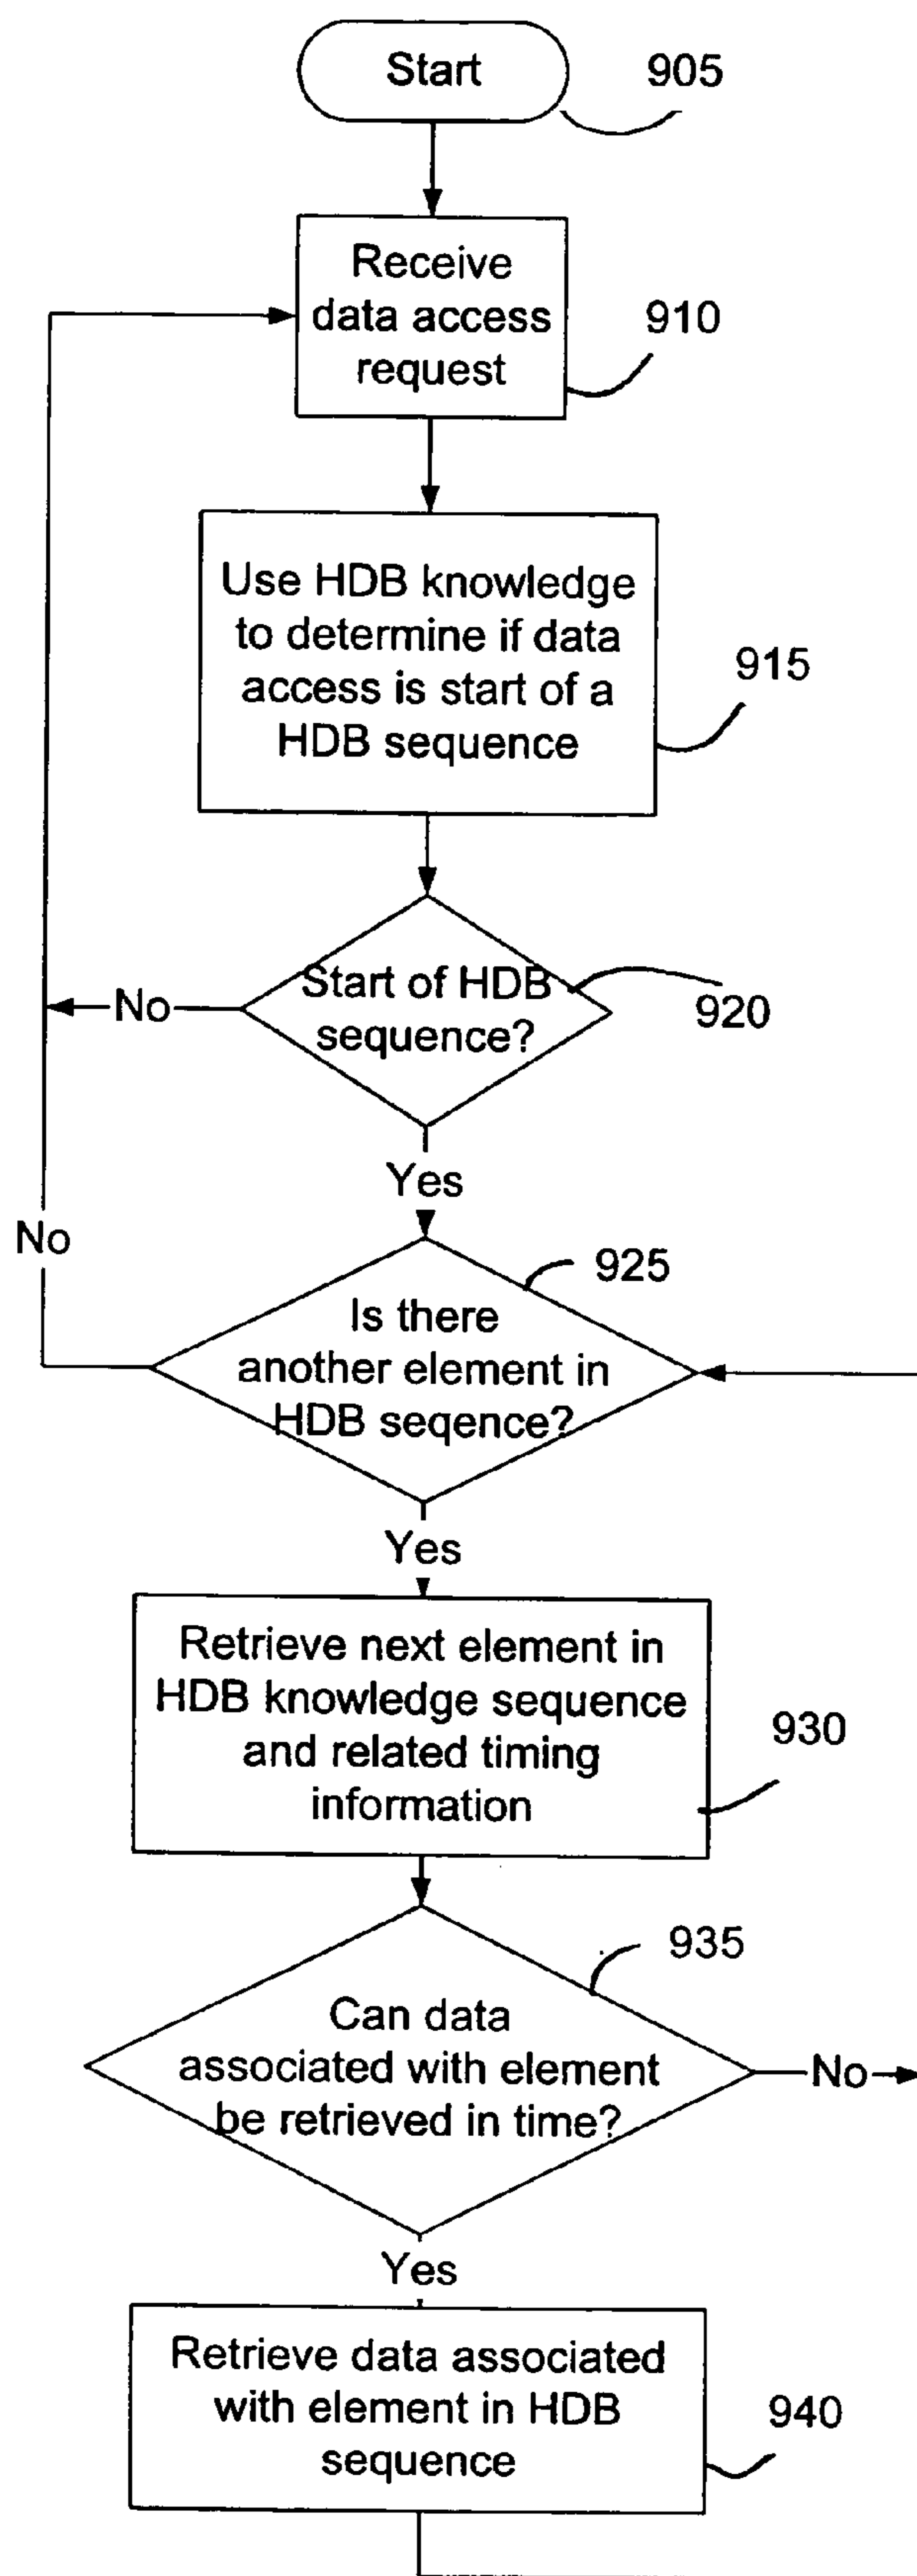 Start
905
Receive
data access
request
910
Use HDB knowledge
to determine if data
access is start of a
HDB sequence
915
Start of HDB
sequence?
920
No
Yes
No
925
Is there
another element in
HDB seqence?
Yes
Retrieve next element in
HDB knowledge sequence
and related timing
information
930
935
Can data
associated with element
be retrieved in time?
No
Yes
Retrieve data associated
with element in HDB
sequence
940